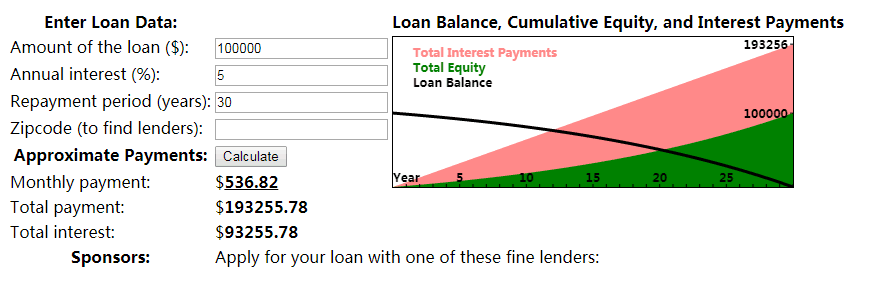 Enter Loan Data:
Loan Balance, Cumulative Equity, and Interest Payments
Amount of the loan ($): 100000
Annual interest (%): 5
Repayment period (years): 30
Zipcode (to find lenders):
Approximate Payments: Calculate
Monthly payment: $536.82
Total payment: $193255.78
Total interest: $93255.78
Sponsors: Apply for your loan with one of these fine lenders:
Total Interest Payments
Total Equity
Loan Balance
193256
100000
Year 5 10 15 20 25